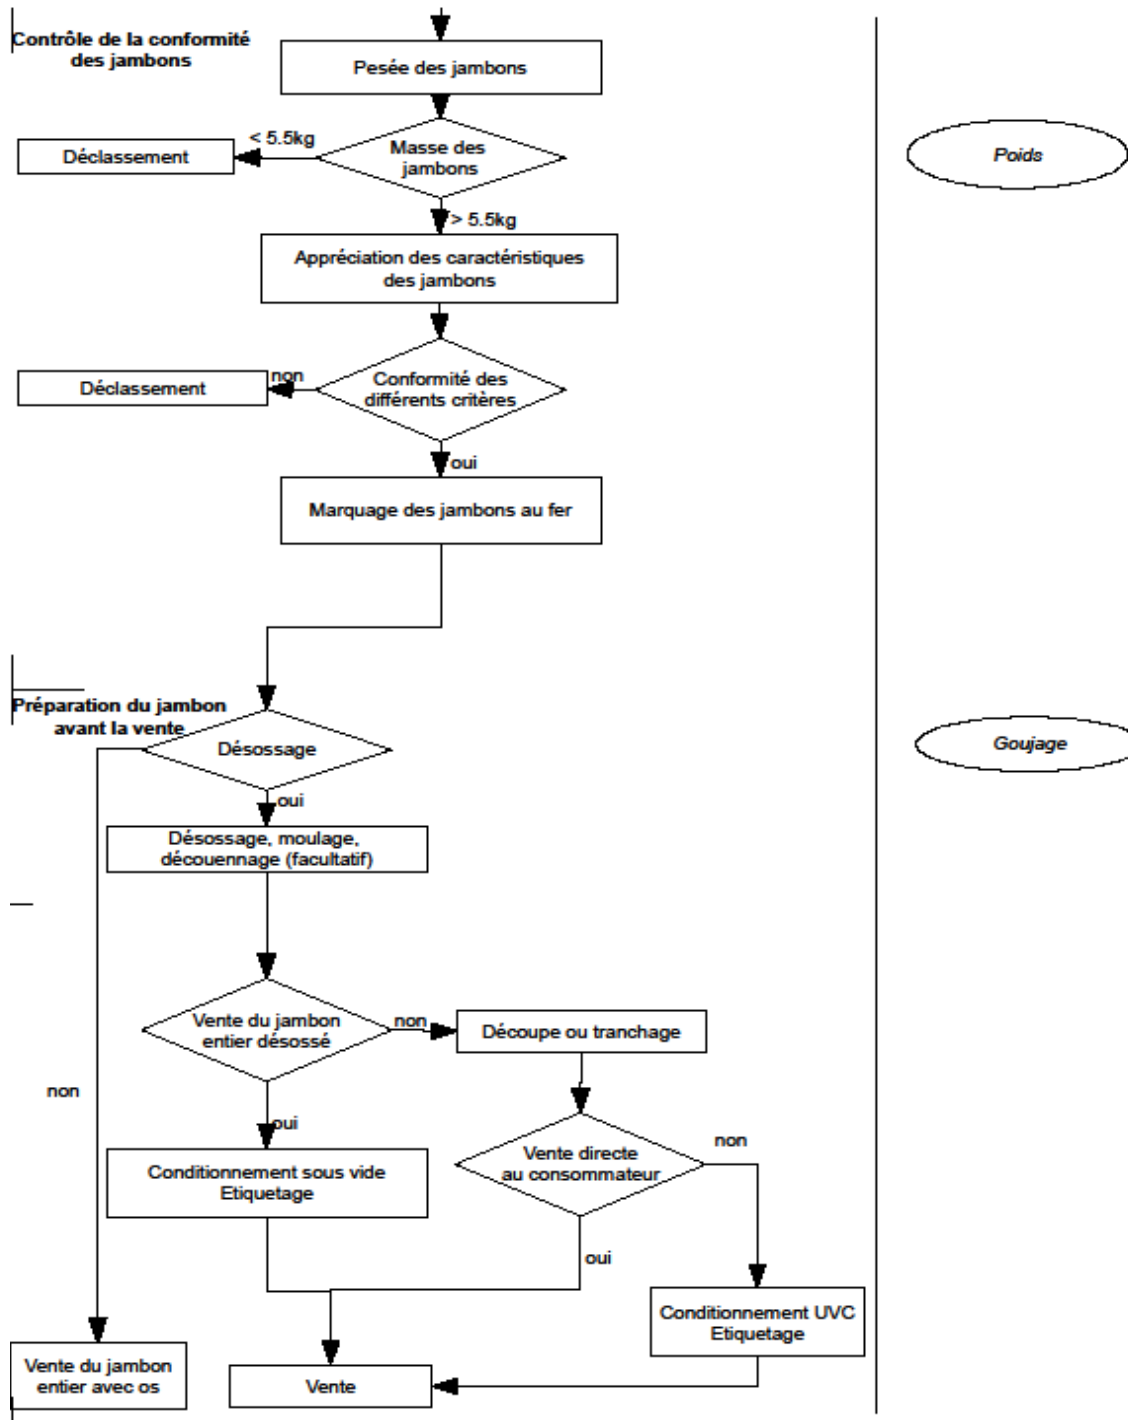 Contrôle de la conformité
des jambons
Pesée des jambons
< 5.5kg
Déclassement
Masse des
jambons
Poids
> 5.5kg
Appréciation des caractéristiques
des jambons
non
Déclassement
Conformité des
différents critères
oui
Marquage des jambons au fer
Préparation du jambon
avant la vente
Désossage
Goujage
oui
Désossage, moulage,
découennage (facultatif)
Vente du jambon
entier désossé
non
Découpe ou tranchage
non
oui
Vente directe
au consommateur
non
Conditionnement sous vide
Etiquetage
oui
Conditionnement UVC
Etiquetage
Vente du jambon
entier avec os
Vente